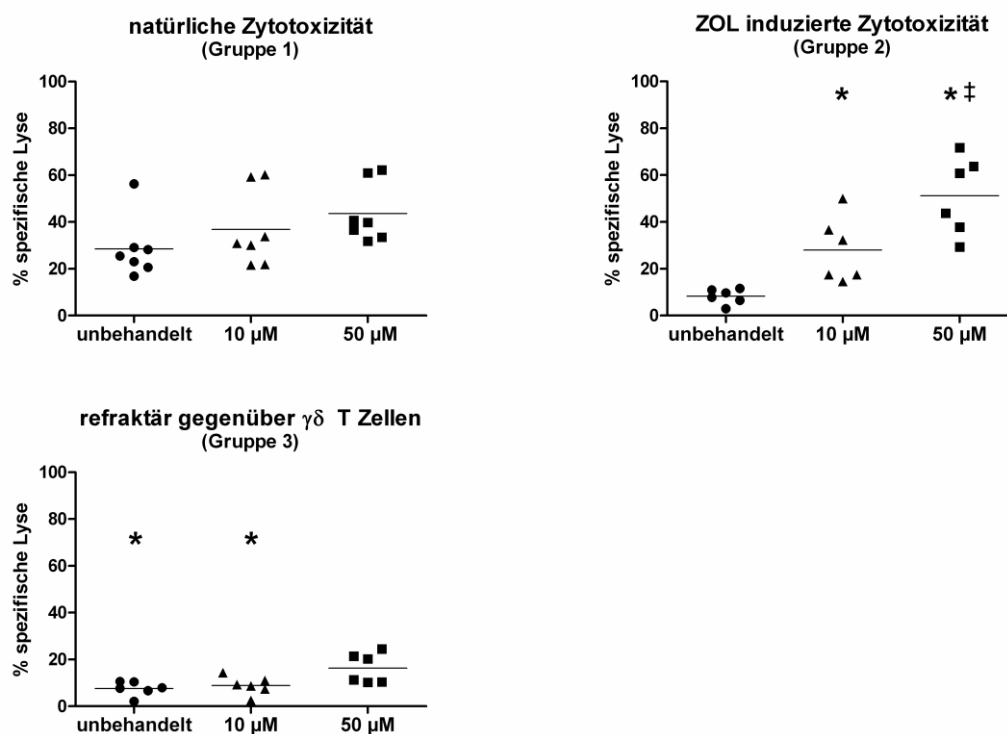 natürliche Zytotoxizität
(Gruppe 1)
% spezifische Lyse
100
80
60
40
20
0
unbehandelt 10 µM 50 µM
ZOL induzierte Zytotoxizität
(Gruppe 2)
% spezifische Lyse
100
80
60
40
20
0
* * ‡
unbehandelt 10 µM 50 µM
refraktär gegenüber γδ T Zellen
(Gruppe 3)
% spezifische Lyse
100
80
60
40
20
0
* *
unbehandelt 10 µM 50 µM